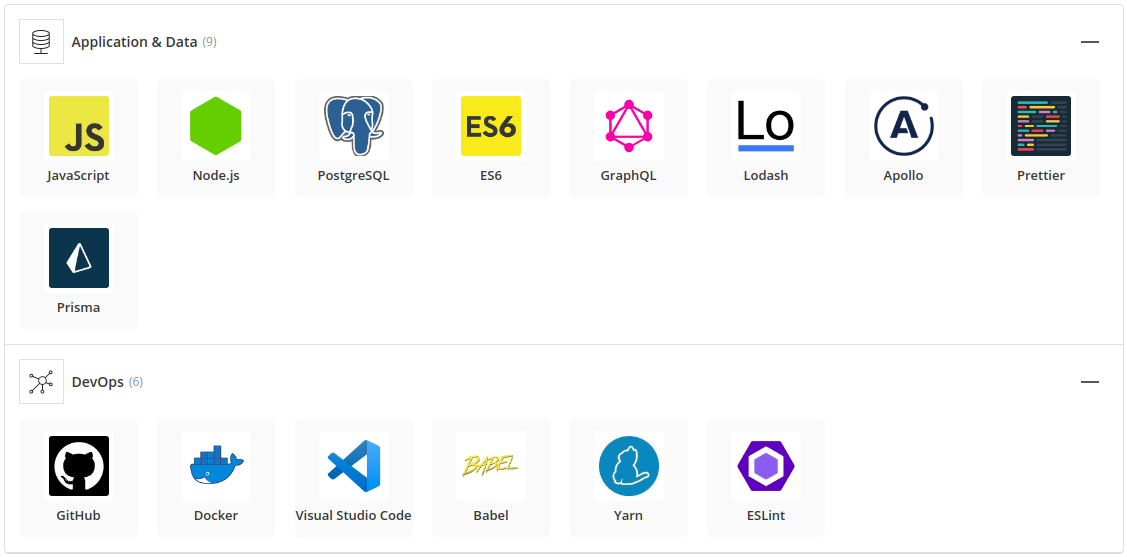 Application & Data (9)
JS
ES6
Lo
A
JavaScript
Node.js
PostgreSQL
ES6
GraphQL
Lodash
Apollo
Prettier
Prisma
DevOps (6)
BABEL
GitHub
Docker
Visual Studio Code
Babel
Yarn
ESLint